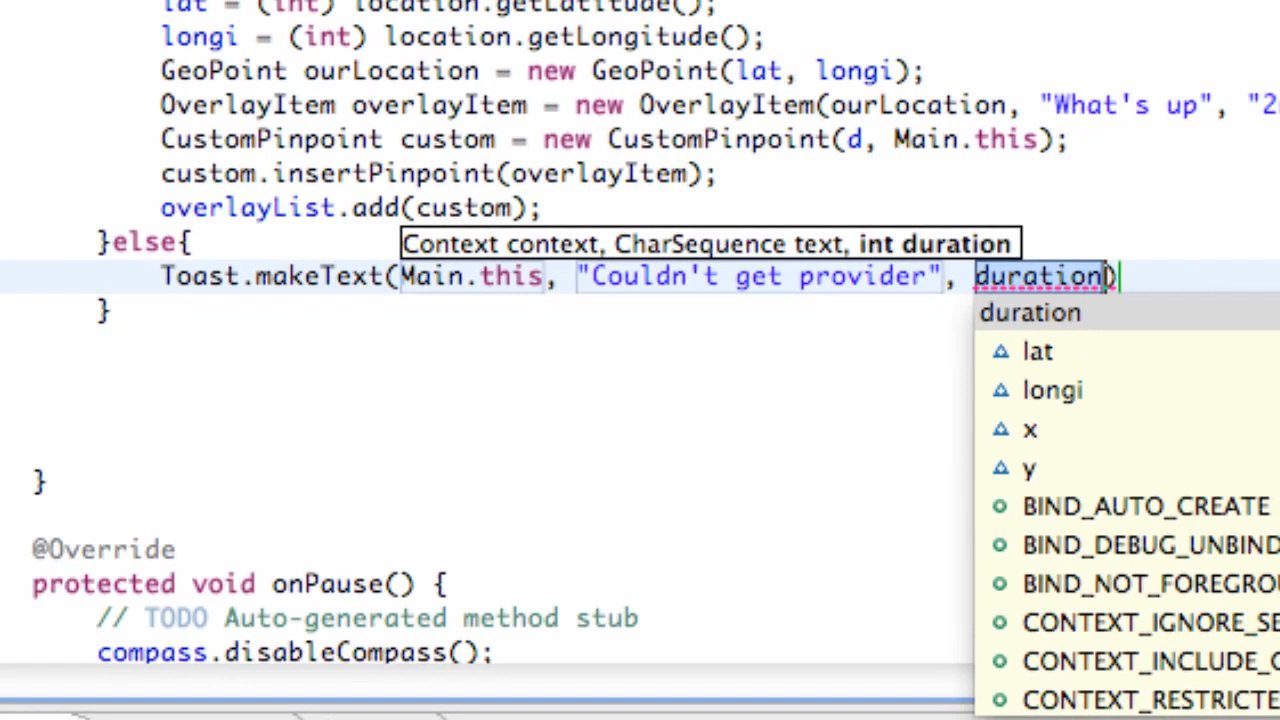 lat = (int) location.getLatitude();
longi = (int) location.getLongitude();
GeoPoint ourLocation = new GeoPoint(lat, longi);
OverlayItem overlayItem = new OverlayItem(ourLocation, "What's up", "2
CustomPinpoint custom = new CustomPinpoint(d, Main.this);
custom.insertPinpoint(overlayItem);
overlayList.add(custom);
}else{
Context context, CharSequence text, int duration
Toast.makeText(Main.this, "Couldn't get provider", duration)
}
duration
lat
longi
x
y
}
BIND_AUTO_CREATE
@Override
BIND_DEBUG_UNBIND
protected void onPause() {
BIND_NOT_FOREGROU
// TODO Auto-generated method stub
CONTEXT_IGNORE_SE
compass.disableCompass();
CONTEXT_INCLUDE_C
CONTEXT_RESTRICTE